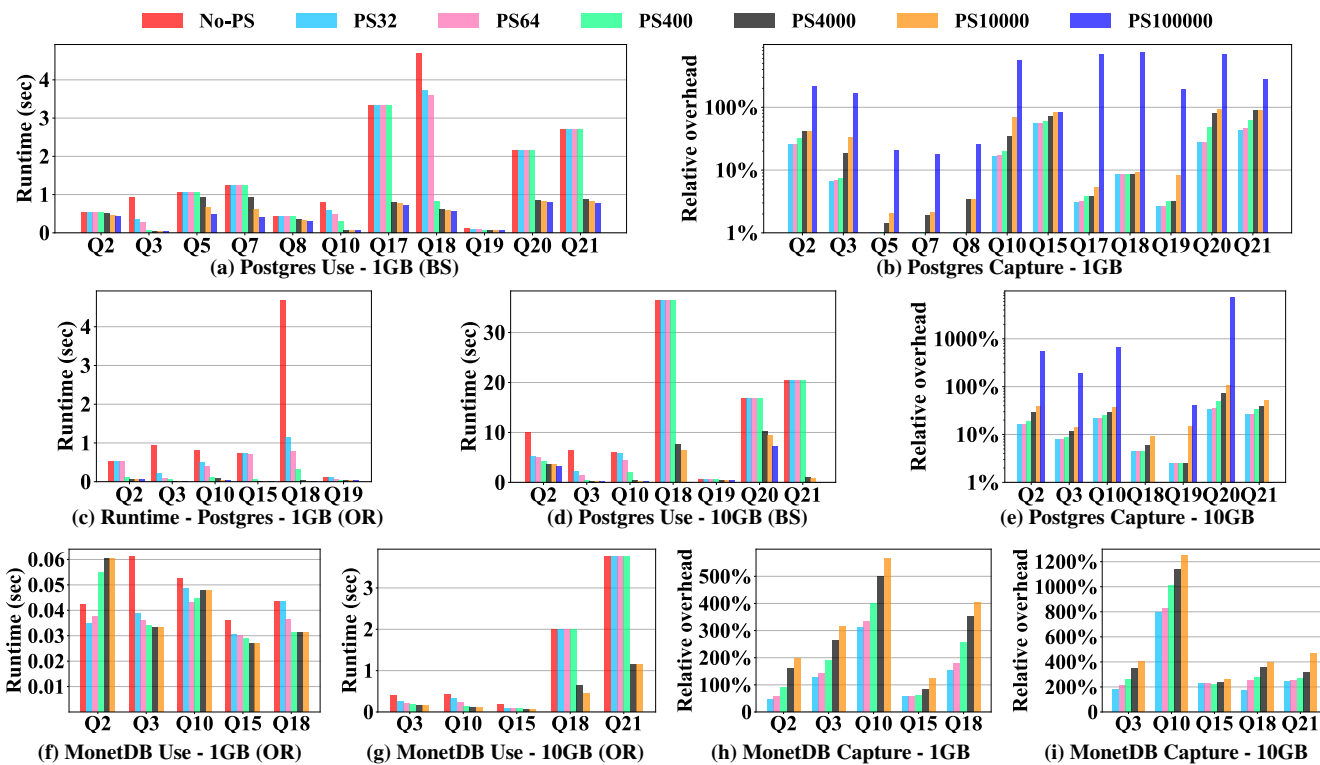 No-PS PS32 PS64 PS400 PS4000 PS10000 PS100000
Runtime (sec)
4
3
2
1
0
Q2 Q3 Q5 Q7 Q8 Q10 Q17 Q18 Q19 Q20 Q21
(a) Postgres Use - 1GB (BS)
Relative overhead
100%
10%
1%
Q2 Q3 Q5 Q7 Q8 Q10 Q15 Q17 Q18 Q19 Q20 Q21
(b) Postgres Capture - 1GB
Runtime (sec)
4
3
2
1
0
Q2 Q3 Q10 Q15 Q18 Q19
(c) Runtime - Postgres - 1GB (OR)
Runtime (sec)
30
20
10
0
Q2 Q3 Q10 Q18 Q19 Q20 Q21
(d) Postgres Use - 10GB (BS)
Relative overhead
1000%
100%
10%
1%
Q2 Q3 Q10 Q18 Q19 Q20 Q21
(e) Postgres Capture - 10GB
Runtime (sec)
0.06
0.05
0.04
0.03
0.02
0.01
Q2 Q3 Q10 Q15 Q18
(f) MonetDB Use - 1GB (OR)
Runtime (sec)
3
2
1
0
Q3 Q10 Q15 Q18 Q21
(g) MonetDB Use - 10GB (OR)
Relative overhead
500%
400%
300%
200%
100%
0%
Q2 Q3 Q10 Q15 Q18
(h) MonetDB Capture - 1GB
Relative overhead
1200%
1000%
800%
600%
400%
200%
0%
Q3 Q10 Q15 Q18 Q21
(i) MonetDB Capture - 10GB